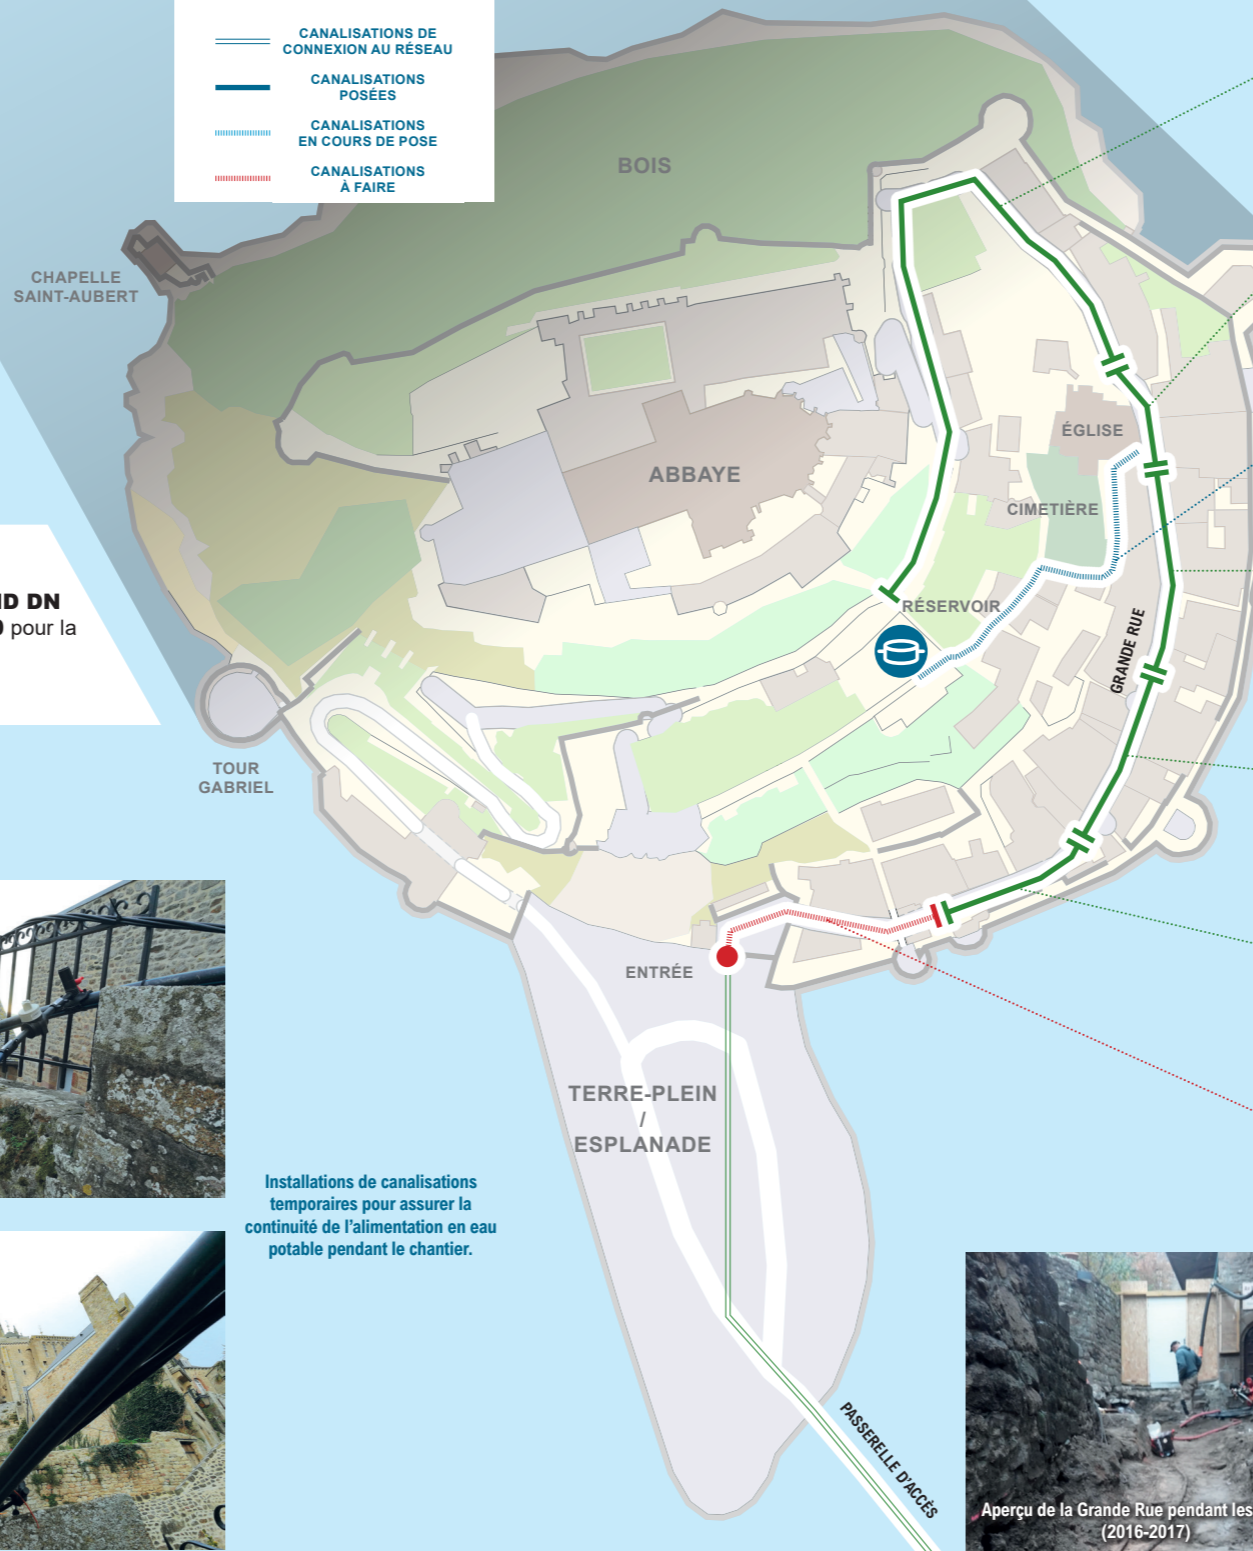 CANALISATIONS DE
CONNEXION AU RÉSEAU
CANALISATIONS
POSÉES
CANALISATIONS
EN COURS DE POSE
CANALISATIONS
À FAIRE
BOIS
CHAPELLE
SAINT-AUBERT
ÉGLISE
ABBAYE
CIMETIÈRE
DN
pour la
RÉSERVOIR
GRANDE RUE
TOUR
GABRIEL
ENTRÉE
TERRE-PLEIN
/
ESPLANADE
Installations de canalisations
temporaires pour assurer la
continuité de l'alimentation en eau
potable pendant le chantier.
PASSERELLE D'ACCÈS
Aperçu de la Grande Rue pendant les
(2016-2017)